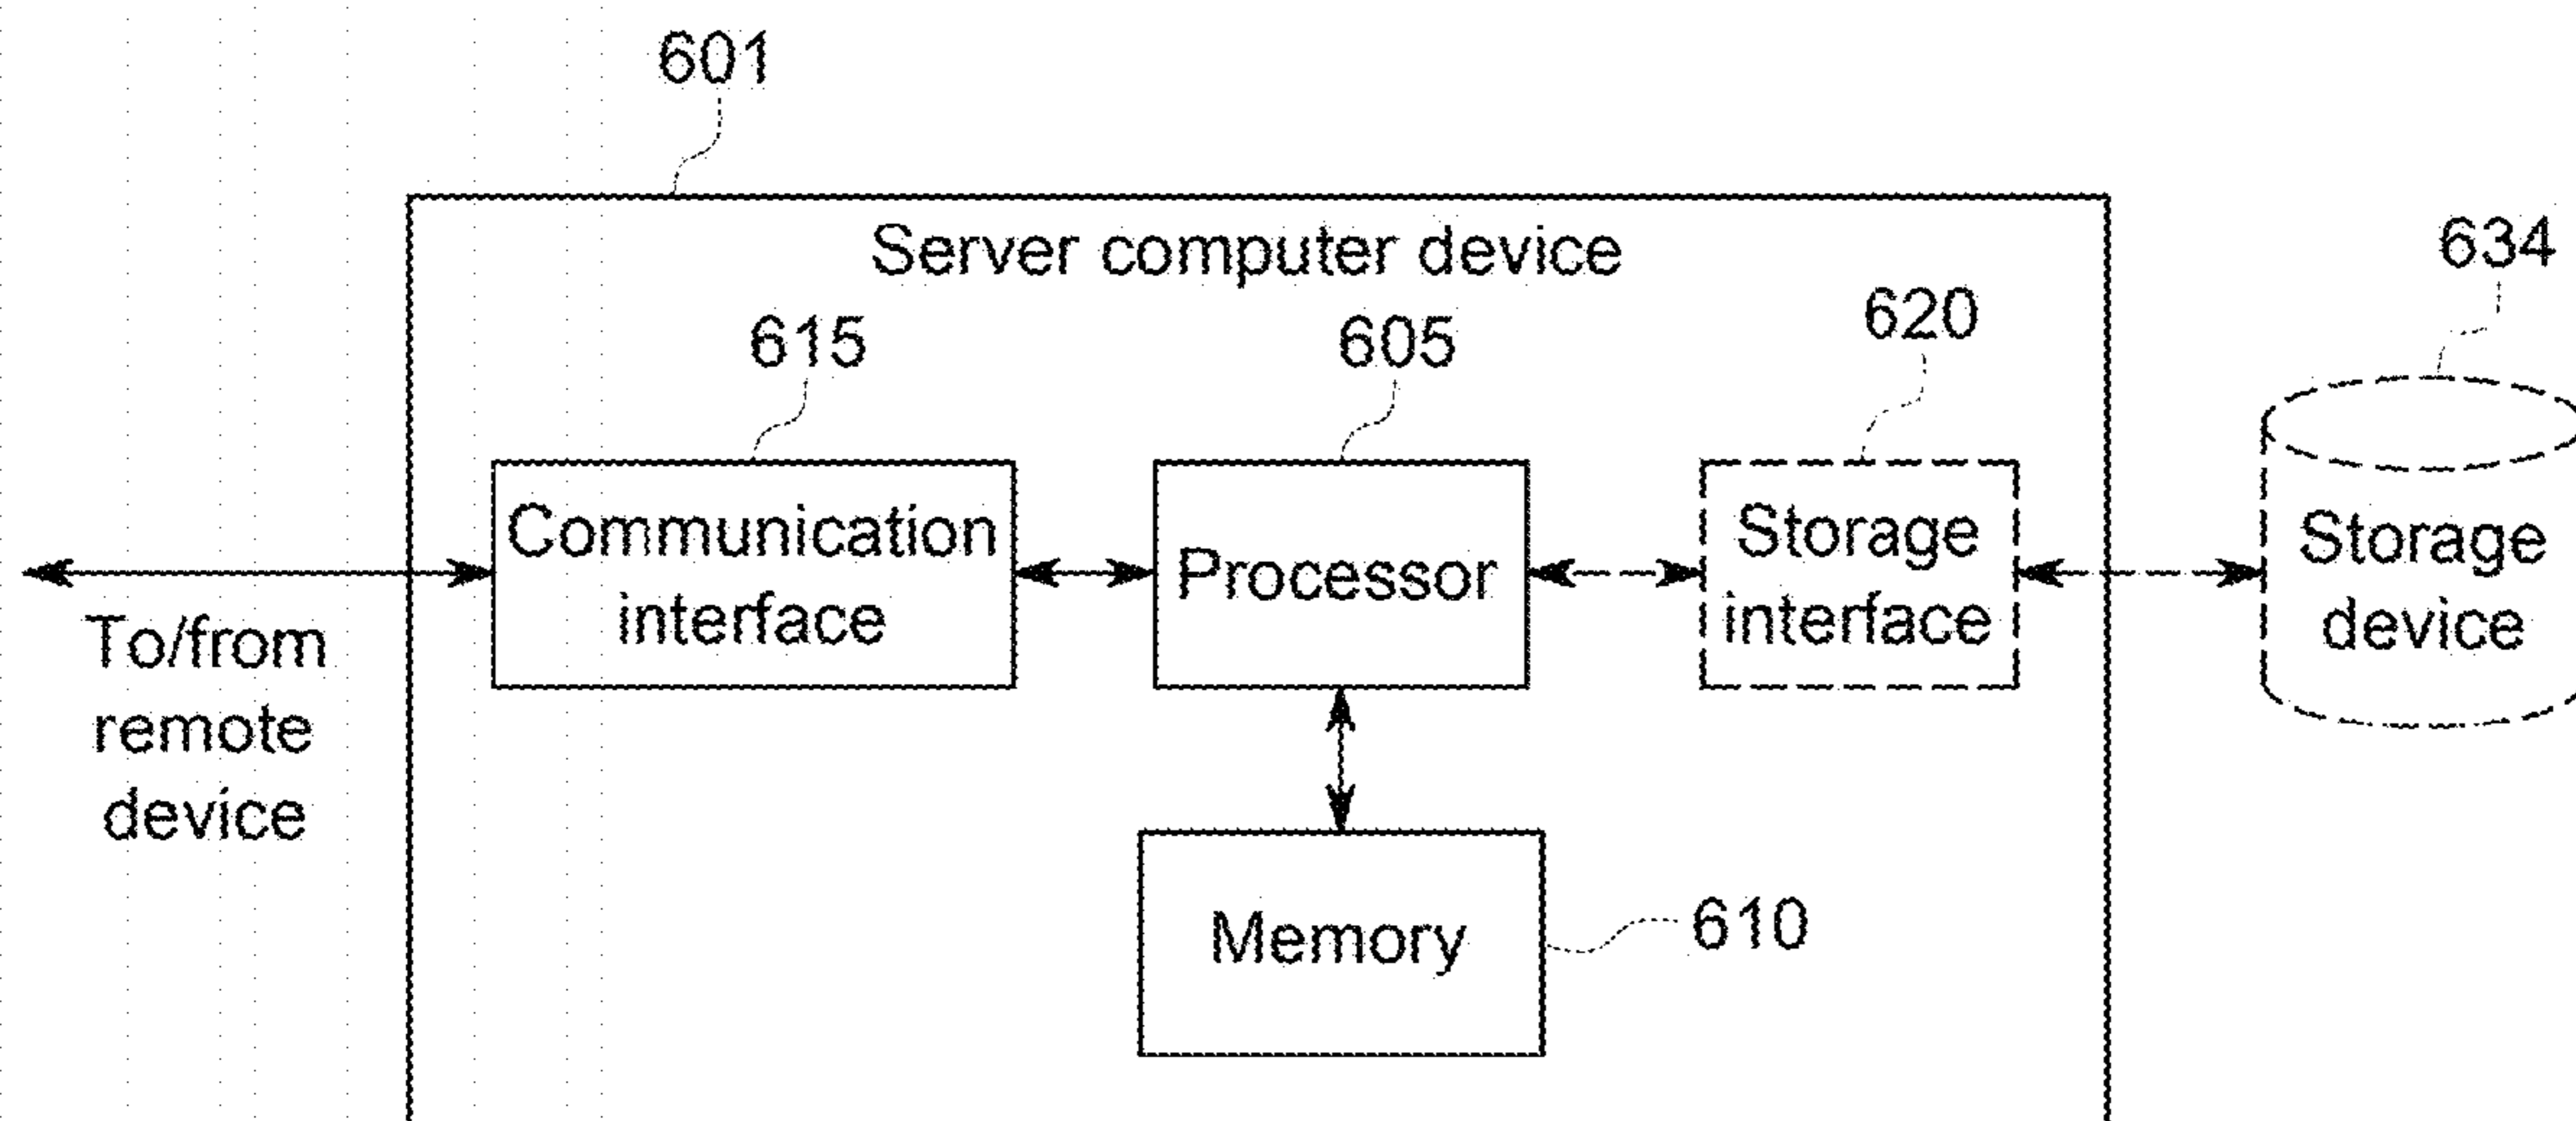 601
Server computer device
634
615
605
620
Communication
interface
Processor
Storage
interface
Storage
device
To/from
remote
device
Memory
610